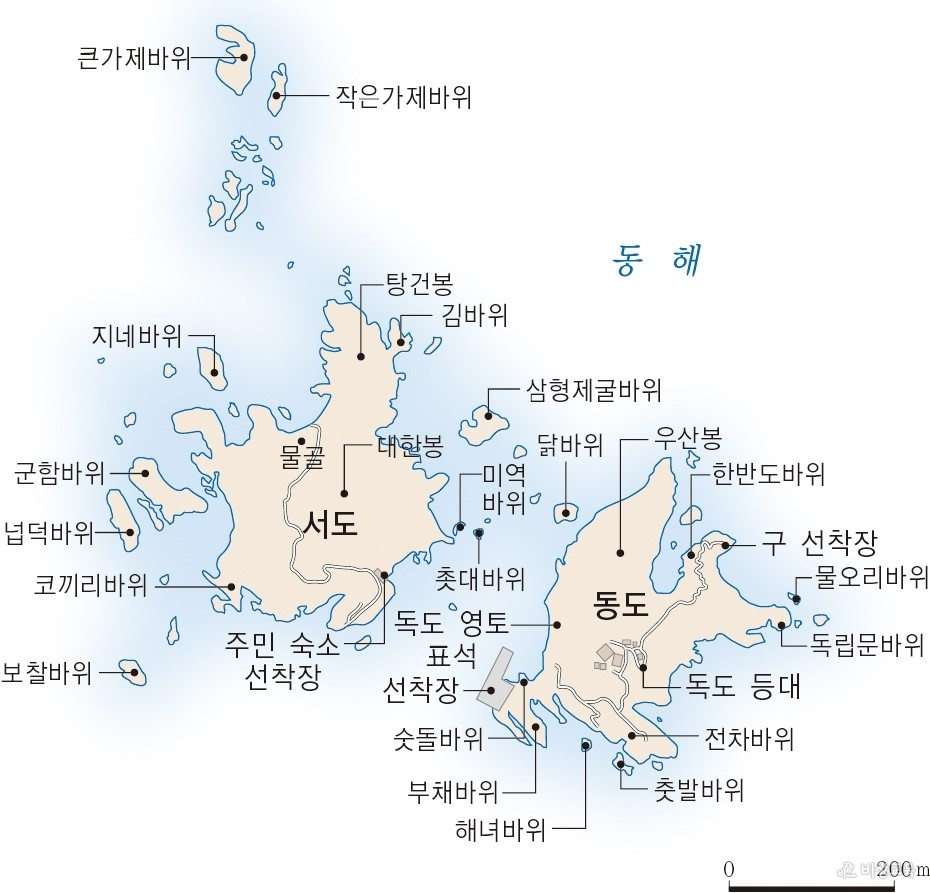 큰가제바위
작은가제바위
동 해
탕건봉
김바위
지네바위
삼형제굴바위
물골
대한봉
닭바위
우산봉
군함바위
미역
바위
한반도바위
넙덕바위
서도
구 선착장
코끼리바위
촛대바위
물오리바위
동도
독도 영토
표석
주민 숙소
선착장
독립문바위
보찰바위
선착장
독도 등대
숫돌바위
전차바위
부채바위
춧발바위
해녀바위
0
200 m